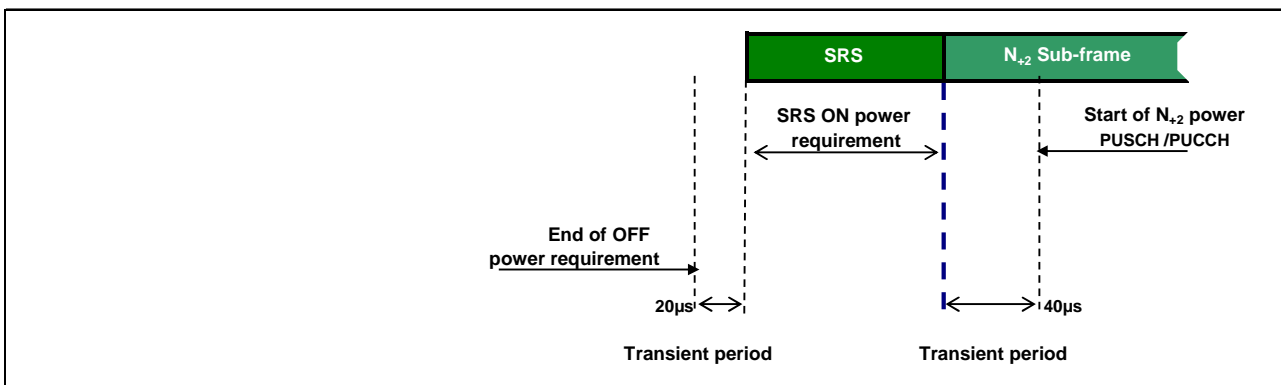 SRS
N+2 Sub-frame
SRS ON power
requirement
Start of N+2 power
PUSCH /PUCCH
End of OFF
power requirement
20µs
40µs
Transient period
Transient period